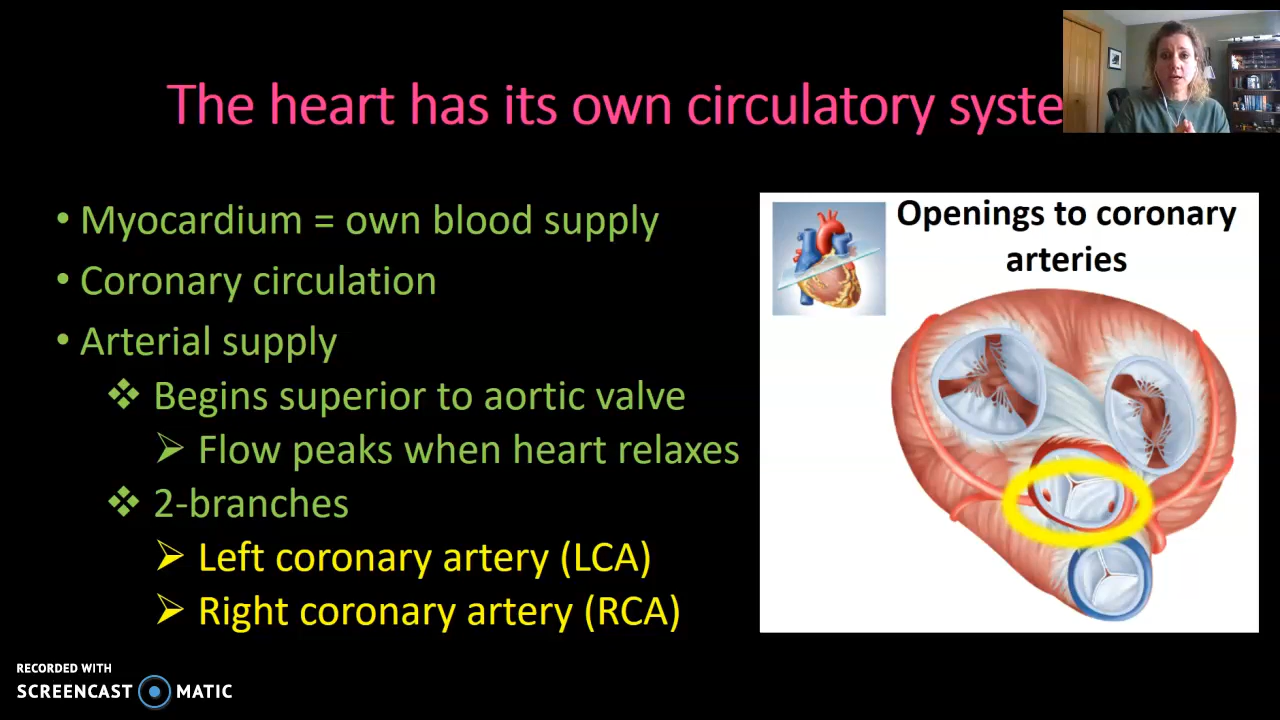 The heart has its own circulatory syste
• Myocardium = own blood supply
• Coronary circulation
• Arterial supply
❖ Begins superior to aortic valve
➢ Flow peaks when heart relaxes
❖ 2-branches
➢ Left coronary artery (LCA)
➢ Right coronary artery (RCA)
Openings to coronary
arteries
RECORDED WITH
SCREENCAST MATIC